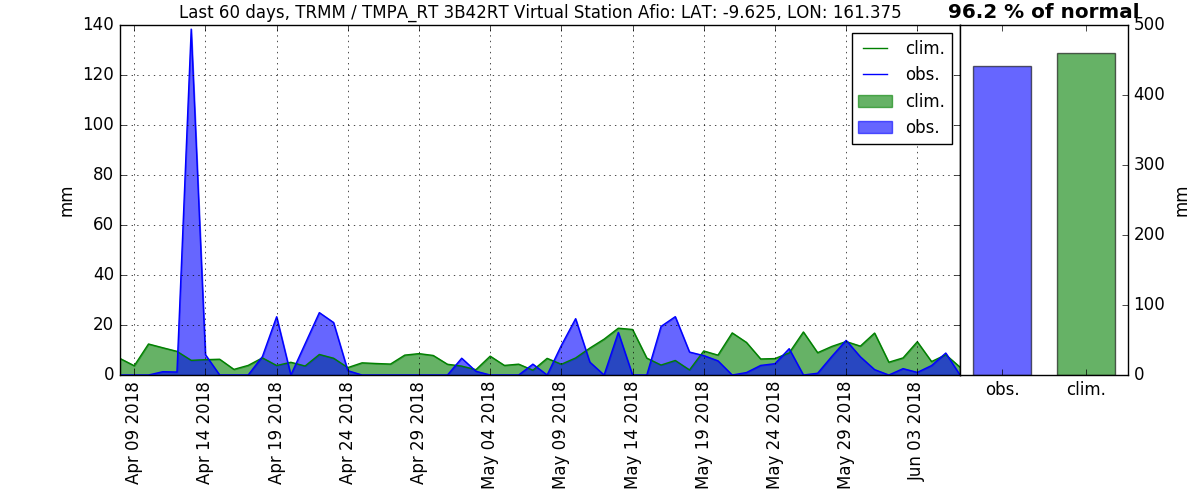 Last 60 days, TRMM / TMPA_RT 3B42RT Virtual Station Afio: LAT: -9.625, LON: 161.375
96.2 % of normal
140
120
100
80
60
40
20
0
mm
clim.
obs.
clim.
obs.
Apr 09 2018
Apr 14 2018
Apr 19 2018
Apr 24 2018
Apr 29 2018
May 04 2018
May 09 2018
May 14 2018
May 19 2018
May 24 2018
May 29 2018
Jun 03 2018
500
400
300
200
100
0
mm
obs.
clim.